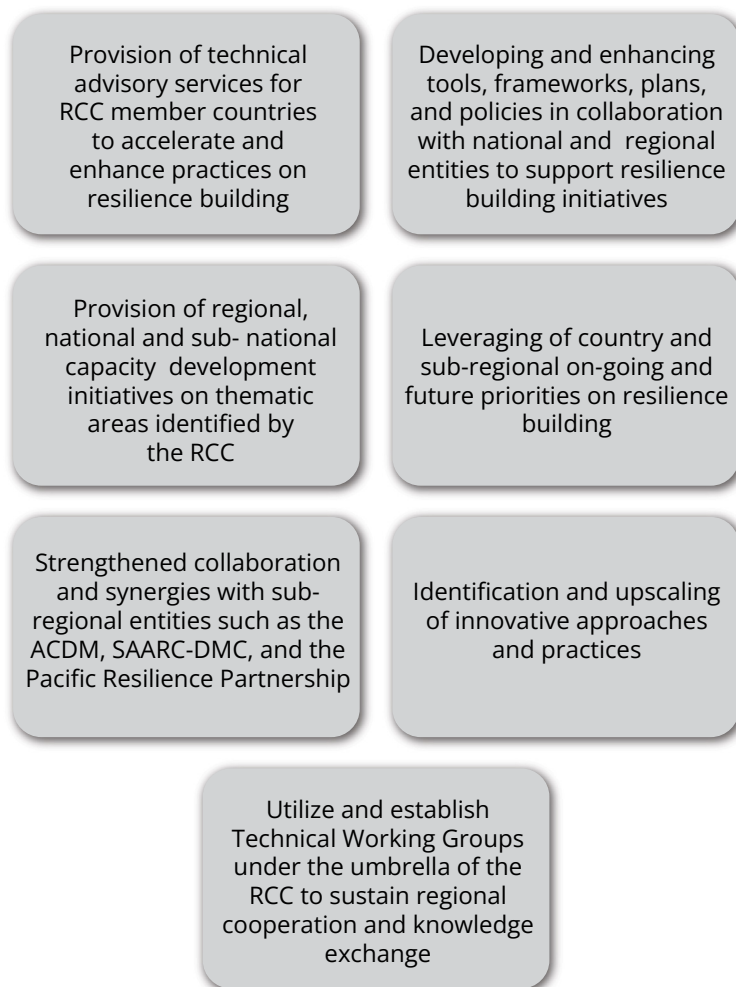 Provision of technical
advisory services for
RCC member countries
to accelerate and
enhance practices on
resilience building
Developing and enhancing
tools, frameworks, plans,
and policies in collaboration
with national and regional
entities to support resilience
building initiatives
Provision of regional,
national and sub- national
capacity development
initiatives on thematic
areas identified by
the RCC
Leveraging of country and
sub-regional on-going and
future priorities on resilience
building
Strengthened collaboration
and synergies with sub-
regional entities such as the
ACDM, SAARC-DMC, and the
Pacific Resilience Partnership
Identification and upscaling
of innovative approaches
and practices
Utilize and establish
Technical Working Groups
under the umbrella of the
RCC to sustain regional
cooperation and knowledge
exchange